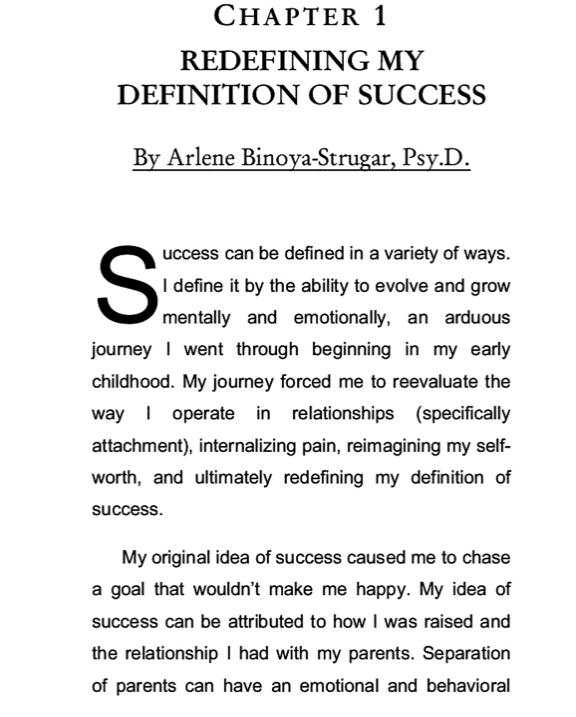 CHAPTER 1
REDEFINING MY
DEFINITION OF SUCCESS
By Arlene Binoya-Strugar, Psy.D.
Success can be defined in a variety of ways.
I define it by the ability to evolve and grow
mentally and emotionally, an arduous
journey I went through beginning in my early
childhood. My journey forced me to reevaluate the
way I operate in relationships (specifically
attachment), internalizing pain, reimagining my self-
worth, and ultimately redefining my definition of
success.
My original idea of success caused me to chase
a goal that wouldn't make me happy. My idea of
success can be attributed to how I was raised and
the relationship I had with my parents. Separation
of parents can have an emotional and behavioral